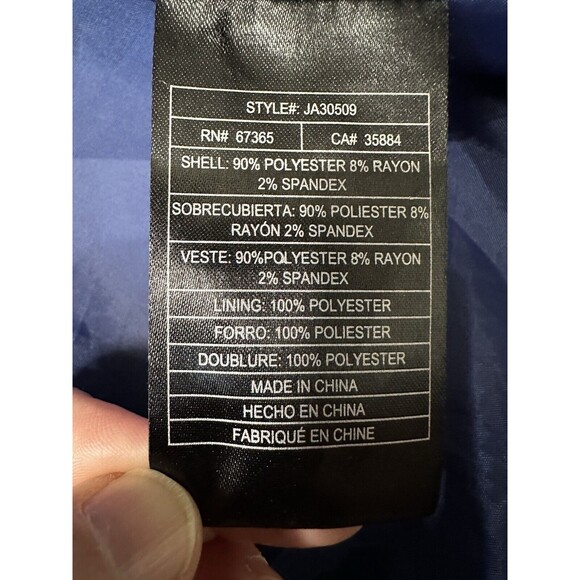 STYLE#: JA30509
RN# 67365 CA# 35884
SHELL: 90% POLYESTER 8% RAYON
2% SPANDEX
SOBRECUBIERTA: 90% POLIESTER 8%
RAYÓN 2% SPANDEX
VESTE: 90%POLYESTER 8% RAYON
2% SPANDEX
LINING: 100% POLYESTER
FORRO: 100% POLIESTER
DOUBLURE: 100% POLYESTER
MADE IN CHINA
HECHO EN CHINA
FABRIQUÉ EN CHINE